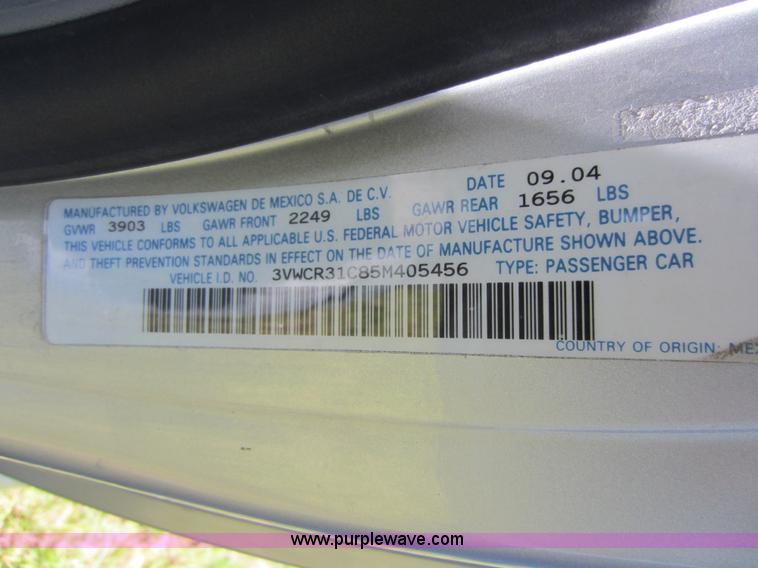 MANUFACTURED BY VOLKSWAGEN DE MEXICO S.A. DE C.V. DATE 09.04
GVWR 3903 LBS GAWR FRONT 2249 LBS GAWR REAR 1656 LBS
THIS VEHICLE CONFORMS TO ALL APPLICABLE U.S. FEDERAL MOTOR VEHICLE SAFETY, BUMPER,
AND THEFT PREVENTION STANDARDS IN EFFECT ON THE DATE OF MANUFACTURE SHOWN ABOVE.
VEHICLE I.D. NO. 3VWCR31C85M405456 TYPE: PASSENGER CAR
COUNTRY OF ORIGIN: MEX
www.purplewave.com